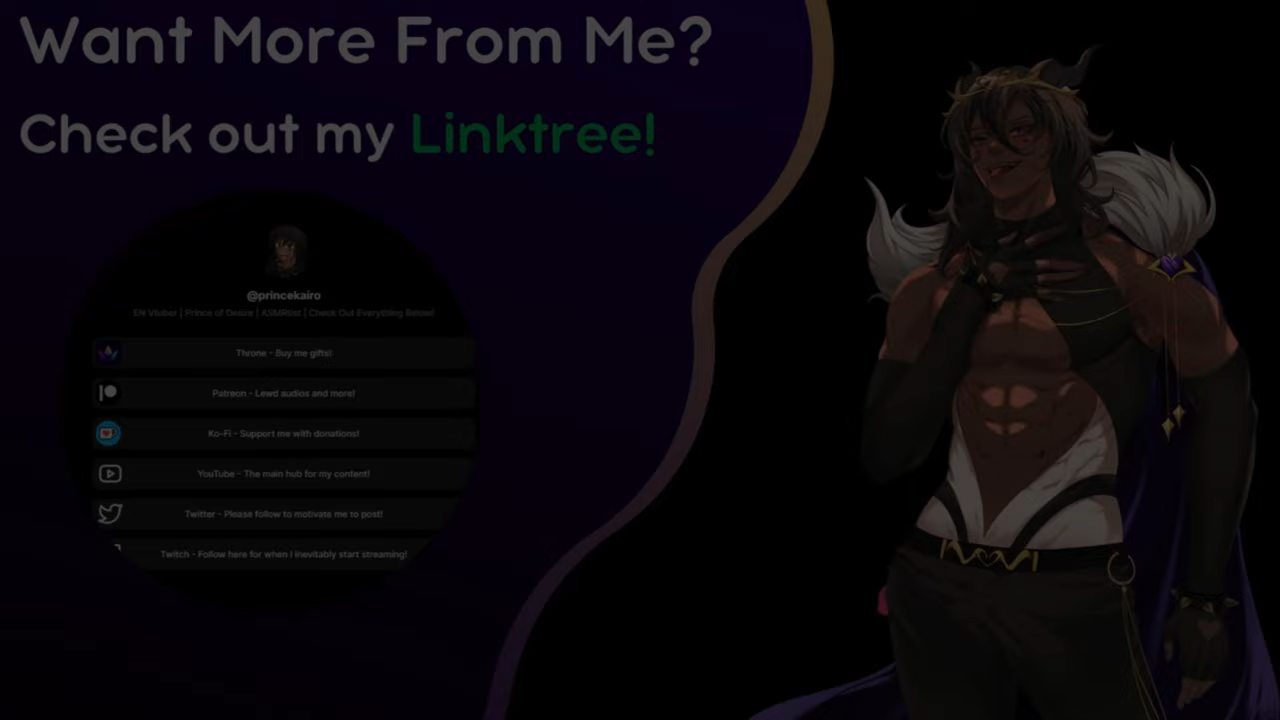 Want More From Me?
Check out my Linktree!
@princekairo
EN Vtuber | Prince of Desire | ASMRtist | Check Out Everything Below!
Throne - Buy me gifts!
Patreon - Lewd audios and more!
Ko-Fi - Support me with donations!
YouTube - The main hub for my content!
Twitter - Please follow to motivate me to post!
Twitch - Follow here for when I inevitably start streaming!